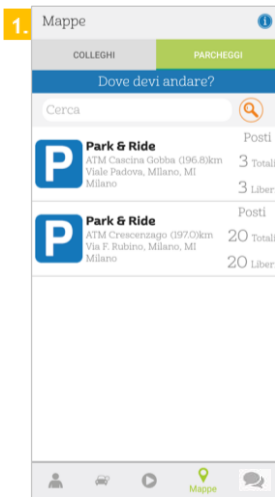 1.
Mappe
i
COLLEGHI PARCHEGGI
Dove devi andare?
Cerca
P
Park & Ride
ATM Cascina Gobba (196.8)km
Viale Padova, MIlano, MI
Milano
Posti
3 Totali
3 Liber
P
Park & Ride
ATM Crescenzago (197.0)km
Via F. Rubino, Milano, MI
Milano
Posti
20 Totali
20 Liber
Mappe